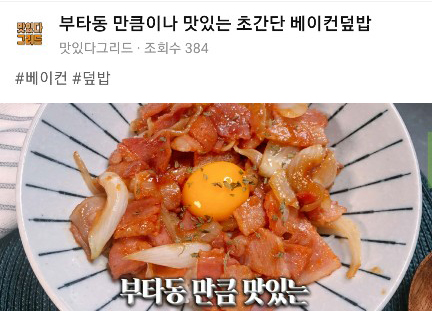 맛있다
그리드
부타동 만큼이나 맛있는 초간단 베이컨덮밥
맛있다그리드 · 조회수 384
#베이컨 #덮밥
부타동 만큼 맛있는